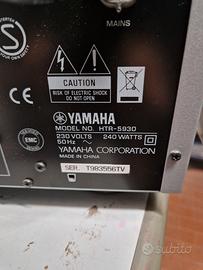 MAINS
CAUTION
RISK OF ELECTRIC SHOCK
DO NOT OPEN
YAMAHA
MODEL NO. HTR-5930
230 VOLTS 240 WATTS
50Hz ~
YAMAHA CORPORATION
MADE IN CHINA
SER. T983556TV
CE
EMC
subito